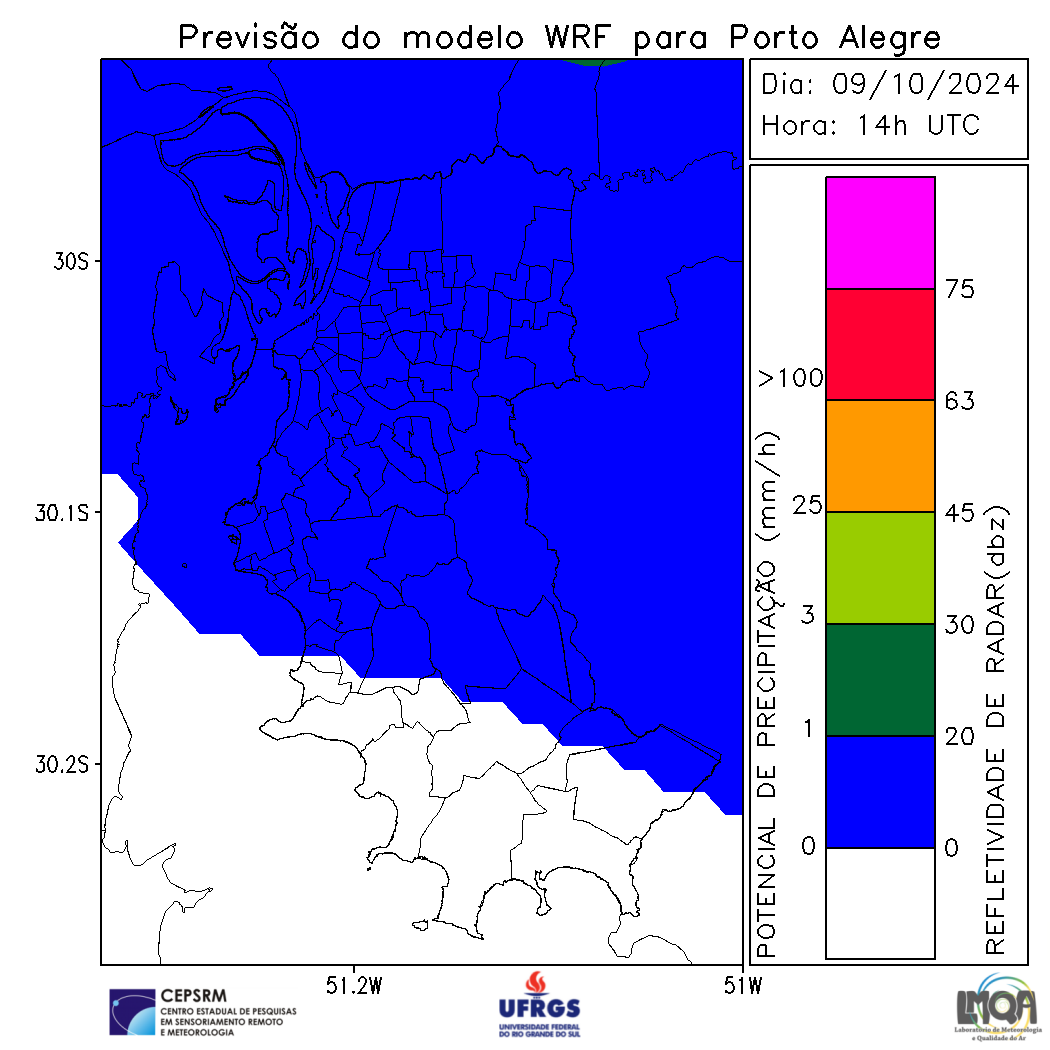 Previsão do modelo WRF para Porto Alegre
Dia: 09/10/2024
Hora: 14h UTC
30S
30.1S
30.2S
51.2W
51W
POTENCIAL DE PRECIPITAÇÃO (mm/h)
>100
25
3
1
0
75
63
45
30
20
0
REFLETIVIDADE DE RADAR(dbz)
CEPSRM
CENTRO ESTADUAL DE PESQUISAS
EM SENSORIAMENTO REMOTO
E METEOROLOGIA
UFRGS
UNIVERSIDADE FEDERAL
DO RIO GRANDE DO SUL
LMQA
Laboratório de Meteorologia
e Qualidade do Ar